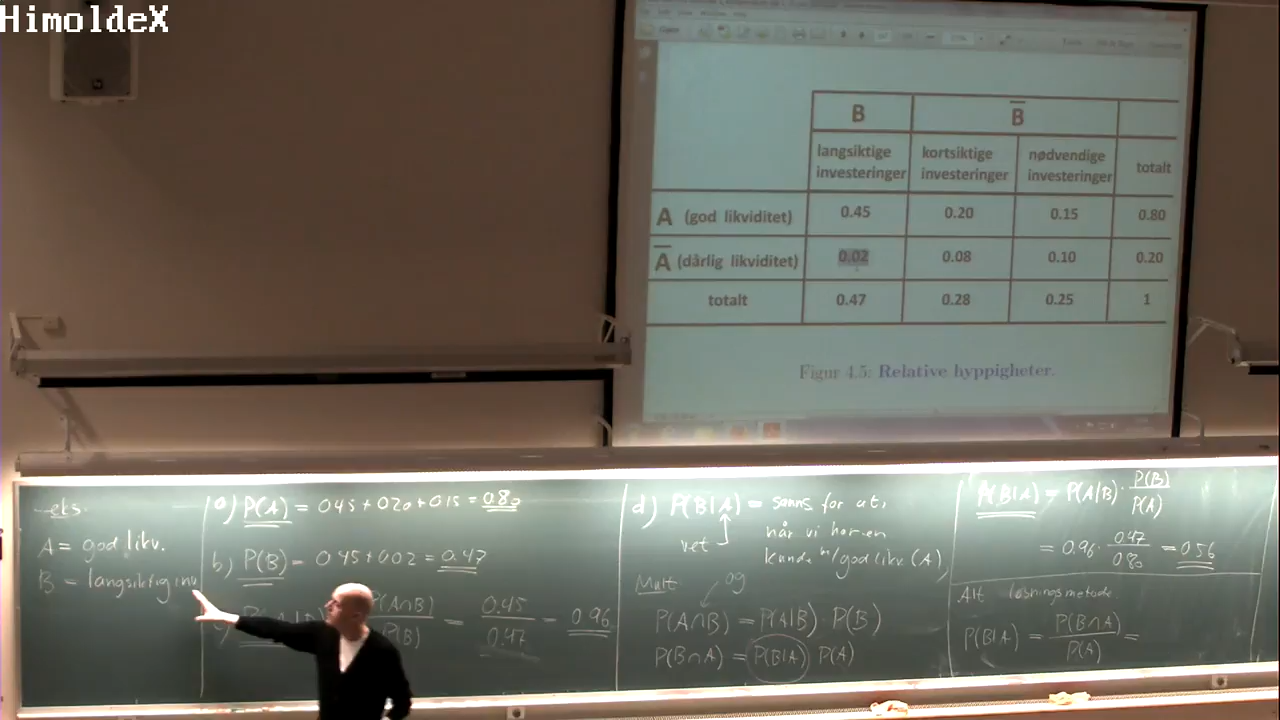 HimoldeX
B
B̅
langsiktige investeringer
kortsiktige investeringer
nødvendige investeringer
totalt
A (god likviditet) 0.45 0.20 0.15 0.80
A̅ (dårlig likviditet) 0.02 0.08 0.10 0.20
totalt 0.47 0.28 0.25 1
Figur 4.5: Relative hyppigheter.
eks.
A = god likv.
B = langsiktig inv
a) P(A) = 0.45 + 0.20 + 0.15 = 0.80
b) P(B) = 0.45 + 0.02 = 0.47
P(A∩B) / P(B) = 0.45 / 0.47 = 0.96
d) P(B|A) = sanns for at,
når vi har en
kunde m/god likv (A)
vet
Mult. og
P(A∩B) = P(A|B) P(B)
P(B∩A) = P(B|A) P(A)
P(B|A) = P(A|B) · P(B) / P(A)
= 0.96 · 0.47 / 0.80 = 0.56
Alt løsningsmetode
P(B|A) = P(B∩A) / P(A) =